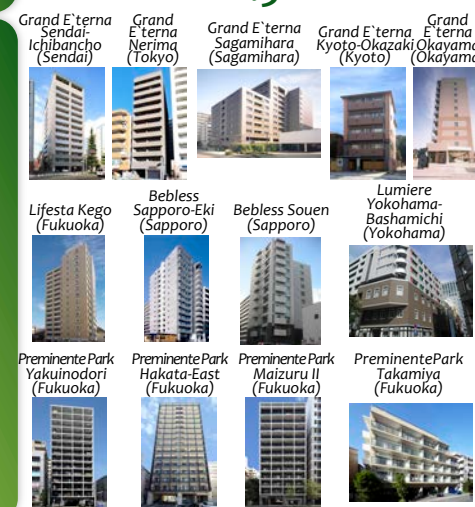 Grand E`terna
Sendai-
Ichibancho
(Sendai)
Grand
E`terna
Nerima
(Tokyo)
Grand E`terna
Sagamihara
(Sagamihara)
Grand E`terna
Kyoto-Okazaki
(Kyoto)
Grand
E`terna
Okayama
(Okayama
Lifesta Kego
(Fukuoka)
Bebless
Sapporo-Eki
(Sapporo)
Bebless Souen
(Sapporo)
Lumiere
Yokohama-
Bashamichi
(Yokohama)
Preminente Park
Yakuinodori
(Fukuoka)
Preminente Park
Hakata-East
(Fukuoka)
Preminente Park
Maizuru II
(Fukuoka)
PreminentePark
Takamiya
(Fukuoka)